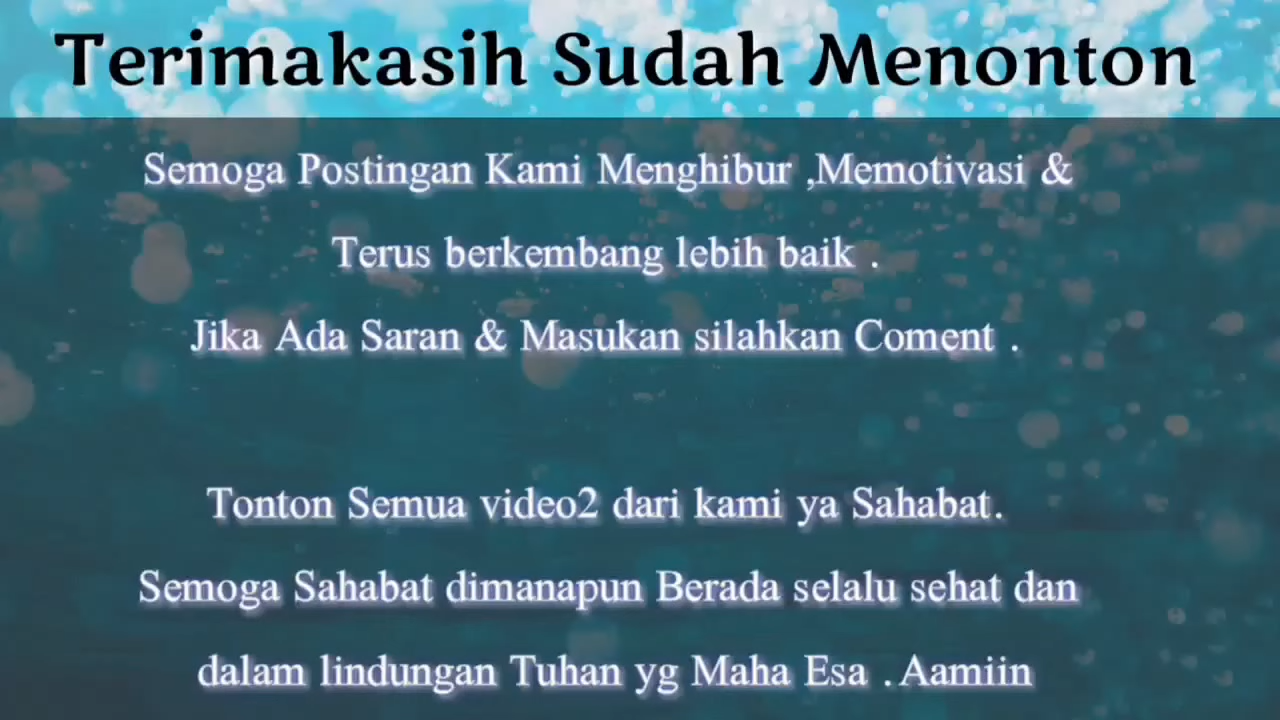 Terimakasih Sudah Menonton
Semoga Postingan Kami Menghibur ,Memotivasi &
Terus berkembang lebih baik .
Jika Ada Saran & Masukan silahkan Coment .
Tonton Semua video2 dari kami ya Sahabat.
Semoga Sahabat dimanapun Berada selalu sehat dan
dalam lindungan Tuhan yg Maha Esa . Aamiin